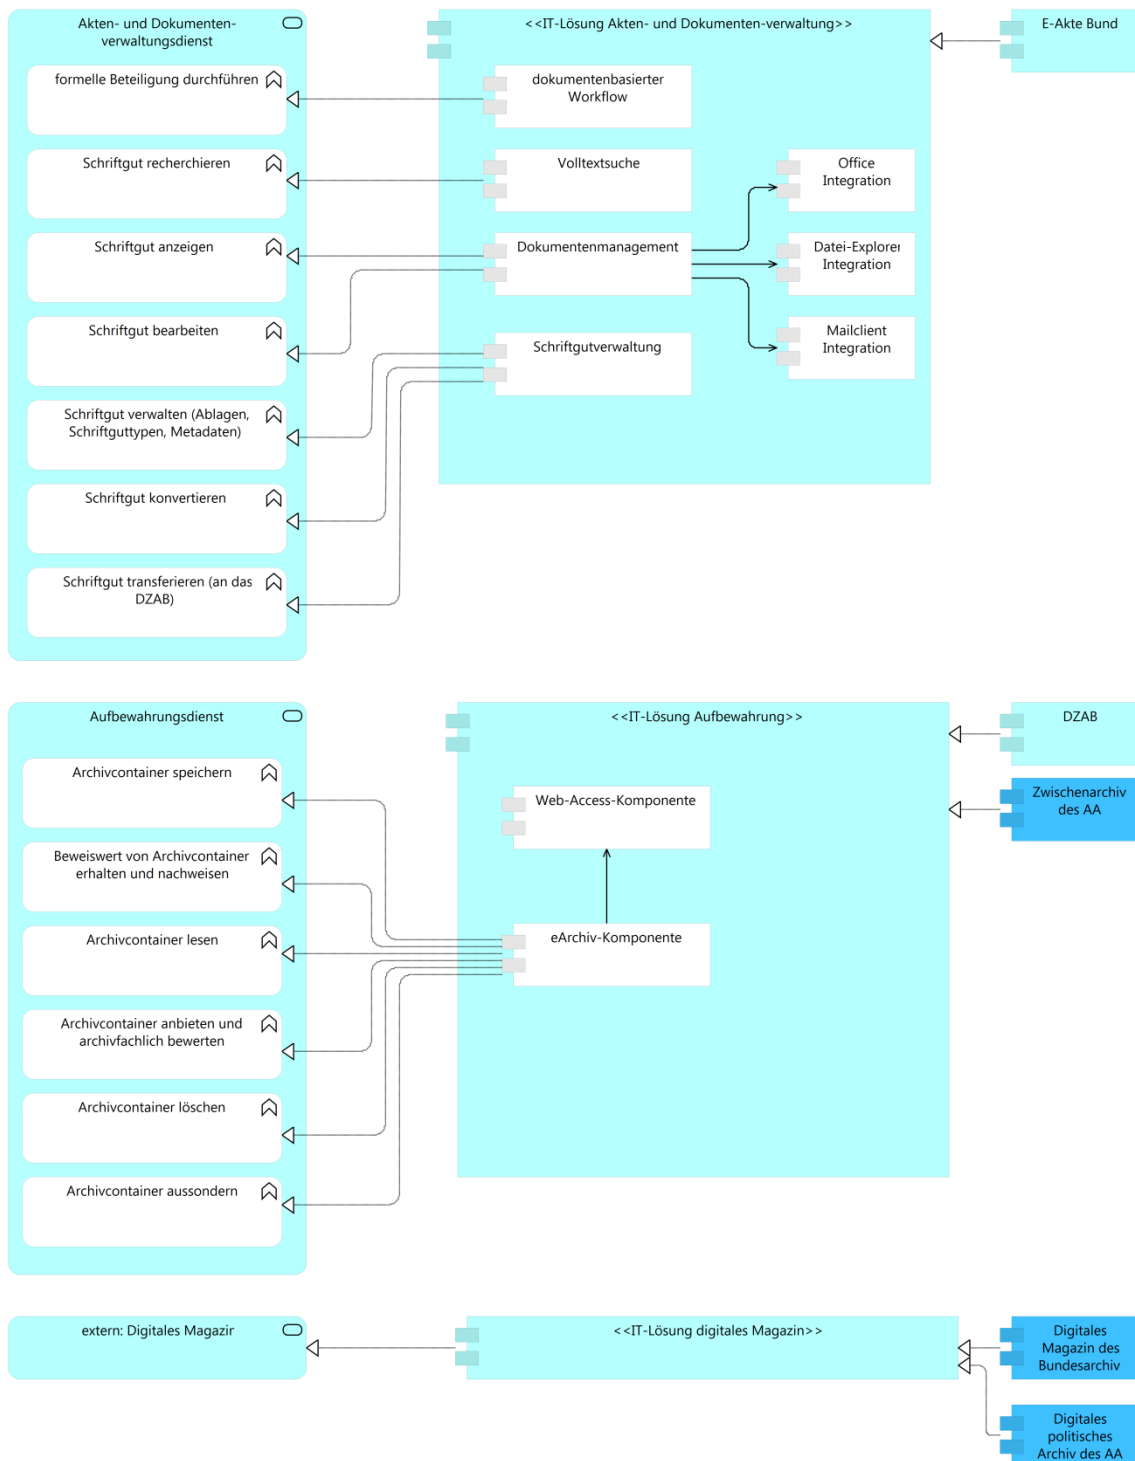 Akten- und Dokumenten-
verwaltungsdienst
<<IT-Lösung Akten- und Dokumenten-verwaltung>>
E-Akte Bund
formelle Beteiligung durchführen
dokumentenbasierter
Workflow
Schriftgut recherchieren
Volltextsuche
Office
Integration
Schriftgut anzeigen
Dokumentenmanagement
Datei-Explorer
Integration
Schriftgut bearbeiten
Schriftgutverwaltung
Mailclient
Integration
Schriftgut verwalten (Ablagen,
Schriftguttypen, Metadaten)
Schriftgut konvertieren
Schriftgut transferieren (an das
DZAB)
Aufbewahrungsdienst
<<IT-Lösung Aufbewahrung>>
DZAB
Archivcontainer speichern
Web-Access-Komponente
Zwischenarchiv
des AA
Beweiswert von Archivcontainer
erhalten und nachweisen
Archivcontainer lesen
eArchiv-Komponente
Archivcontainer anbieten und
archivfachlich bewerten
Archivcontainer löschen
Archivcontainer aussondern
extern: Digitales Magazin
<<IT-Lösung digitales Magazin>>
Digitales
Magazin des
Bundesarchiv
Digitales
politisches
Archiv des AA